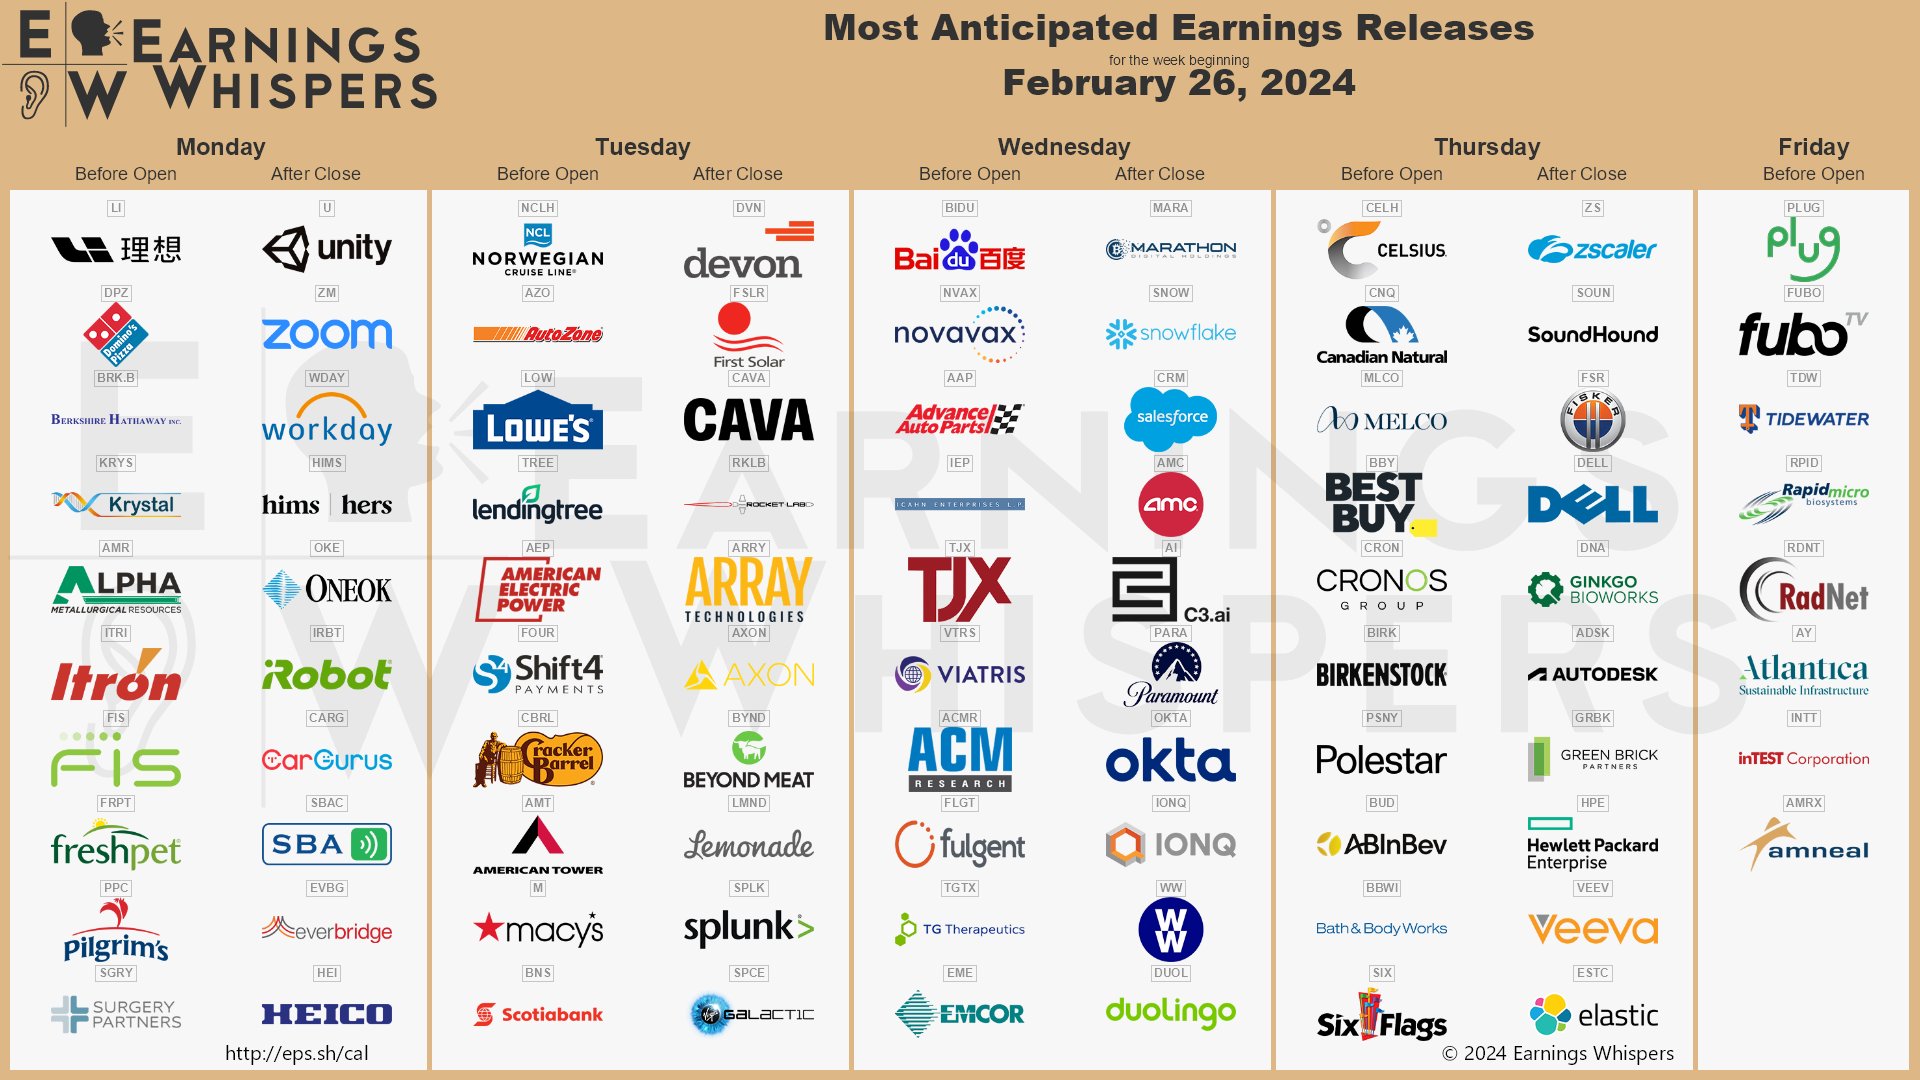 E W
EARNINGS
WHISPERS
Most Anticipated Earnings Releases
for the week beginning
February 26, 2024
Monday
Before Open
After Close
LI
理想
U
unity
DPZ
Domino's
Pizza
ZM
zoom
BRK.B
BERKSHIRE HATHAWAY INC.
WDAY
workday
KRYS
Krystal
HIMS
hims | hers
AMR
ALPHA
METALLURGICAL RESOURCES
OKE
ONEOK
ITRI
Itrón
IRBT
iRobot
FIS
FIS
CARG
CarGurus
FRPT
freshpet
SBAC
SBA
PPC
Pilgrim's
EVBG
everbridge
SGRY
SURGERY
PARTNERS
HEI
HEICO
http://eps.sh/cal
Tuesday
Before Open
After Close
NCLH
NCL
NORWEGIAN
CRUISE LINE®
DVN
devon
AZO
AutoZone
FSLR
First Solar
LOW
LOWE'S
CAVA
CAVA
TREE
lendingtree
RKLB
ROCKET LAB
AEP
AMERICAN
ELECTRIC
POWER
ARRY
ARRAY
TECHNOLOGIES
FOUR
S4 Shift4
PAYMENTS
AXON
AXON
CBRL
Cracker
Barrel
BYND
BEYOND MEAT
AMT
AMERICAN TOWER
LMND
Lemonade
M
macy's
SPLK
splunk>
BNS
Scotiabank
SPCE
GALACTIC
Wednesday
Before Open
After Close
BIDU
Bai du 百度
MARA
MARATHON
DIGITAL HOLDINGS
NVAX
novavax
SNOW
snowflake
AAP
Advance
Auto Parts
CRM
salesforce
IEP
ICAHN ENTERPRISES L.P.
AMC
amc
TJX
TJX
AI
C3.ai
VTRS
VIATRIS
PARA
Paramount
ACMR
ACM
RESEARCH
OKTA
okta
FLGT
fulgent
IONQ
IONQ
TGTX
TG Therapeutics
WW
W
W
EME
EMCOR
DUOL
duolingo
Thursday
Before Open
After Close
CELH
CELSIUS.
ZS
zscaler
CNQ
Canadian Natural
SOUN
SoundHound
MLCO
MELCO
FSR
FISKER
BBY
BEST
BUY
DELL
DELL
CRON
CRONOS
GROUP
DNA
GINKGO
BIOWORKS
BIRK
BIRKENSTOCK
ADSK
AUTODESK
PSNY
Polestar
GRBK
GREEN BRICK
PARTNERS
BUD
ABInBev
HPE
Hewlett Packard
Enterprise
BBWI
Bath & Body Works
VEEV
Veeva
SIX
Six Flags
ESTC
elastic
© 2024 Earnings Whispers
Friday
Before Open
PLUG
plug
FUBO
fubo TV
TDW
TIDEWATER
RPID
Rapid micro
biosystems
RDNT
RadNet
AY
Atlantica
Sustainable Infrastructure
INTT
inTEST Corporation
AMRX
amneal